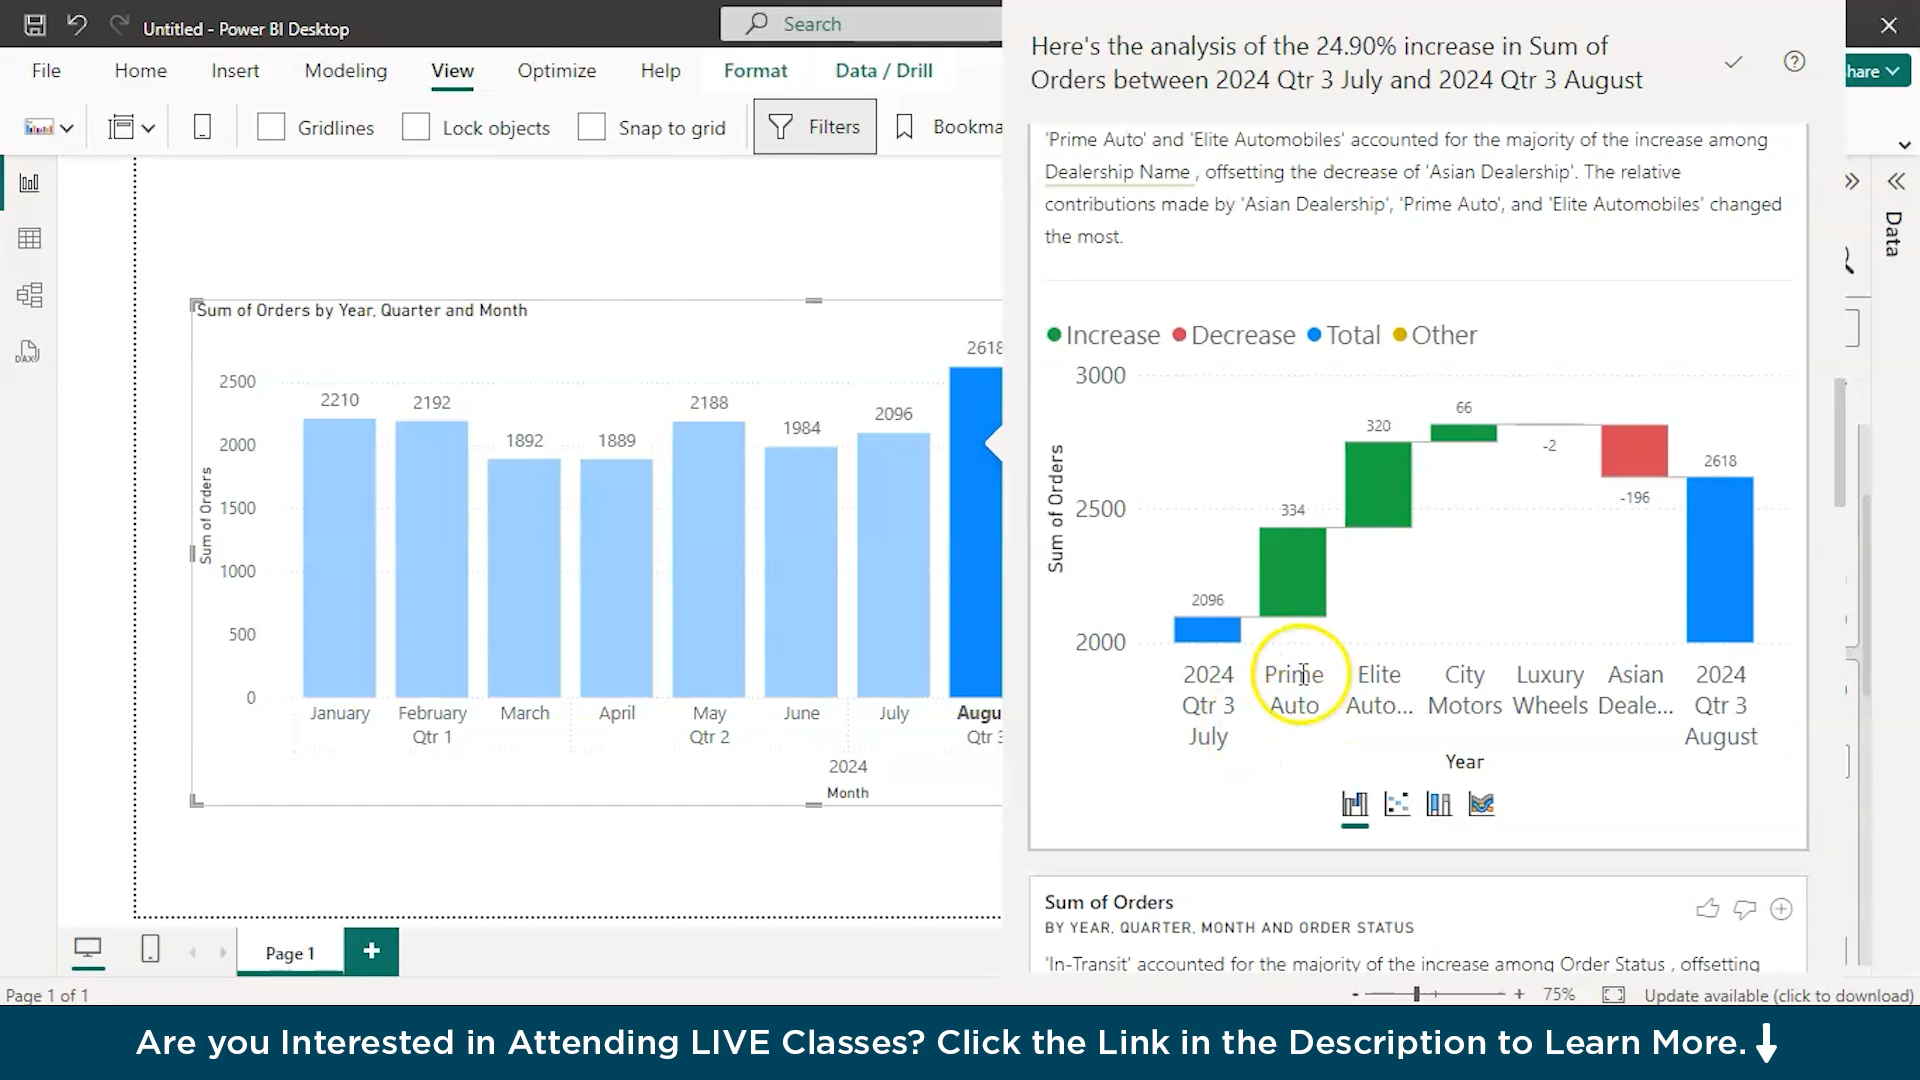 Untitled - Power BI Desktop
Search
File
Home
Insert
Modeling
View
Optimize
Help
Format
Data / Drill
hare
Gridlines
Lock objects
Snap to grid
Filters
Bookma
Sum of Orders by Year, Quarter and Month
2500
2000
1500
1000
500
0
Sum of Orders
2210
2192
1892
1889
2188
1984
2096
2618
January
February
March
April
May
June
July
Augu
Qtr 1
Qtr 2
Qtr 3
2024
Month
Here's the analysis of the 24.90% increase in Sum of
Orders between 2024 Qtr 3 July and 2024 Qtr 3 August
'Prime Auto' and 'Elite Automobiles' accounted for the majority of the increase among
Dealership Name , offsetting the decrease of 'Asian Dealership'. The relative
contributions made by 'Asian Dealership', 'Prime Auto', and 'Elite Automobiles' changed
the most.
Increase
Decrease
Total
Other
3000
2500
2000
Sum of Orders
2096
334
320
66
-2
-196
2618
2024
Qtr 3
July
Prime
Auto
Elite
Auto...
City
Motors
Luxury
Wheels
Asian
Deale...
2024
Qtr 3
August
Year
Sum of Orders
BY YEAR, QUARTER, MONTH AND ORDER STATUS
'In-Transit' accounted for the majority of the increase among Order Status , offsetting
Data
DAX
Page 1
+
Page 1 of 1
- + 75%
Update available (click to download)
Are you Interested in Attending LIVE Classes? Click the Link in the Description to Learn More.